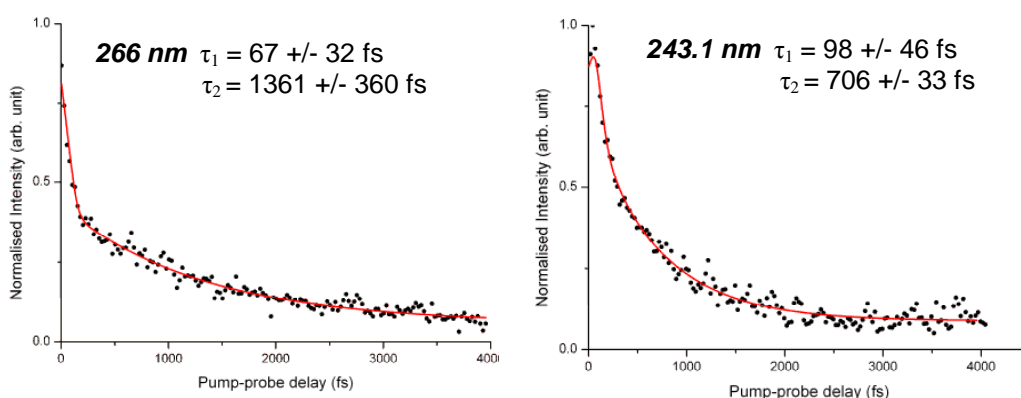 266 nm τ1 = 67 +/- 32 fs
τ2 = 1361 +/- 360 fs
1.0
0.5
0.0
0
1000
2000
3000
4000
Normalised Intensity (arb. unit)
Pump-probe delay (fs)
243.1 nm τ1 = 98 +/- 46 fs
τ2 = 706 +/- 33 fs
1.0
0.5
0.0
0
1000
2000
3000
4000
Normalised Intensity (arb. unit)
Pump-probe delay (fs)